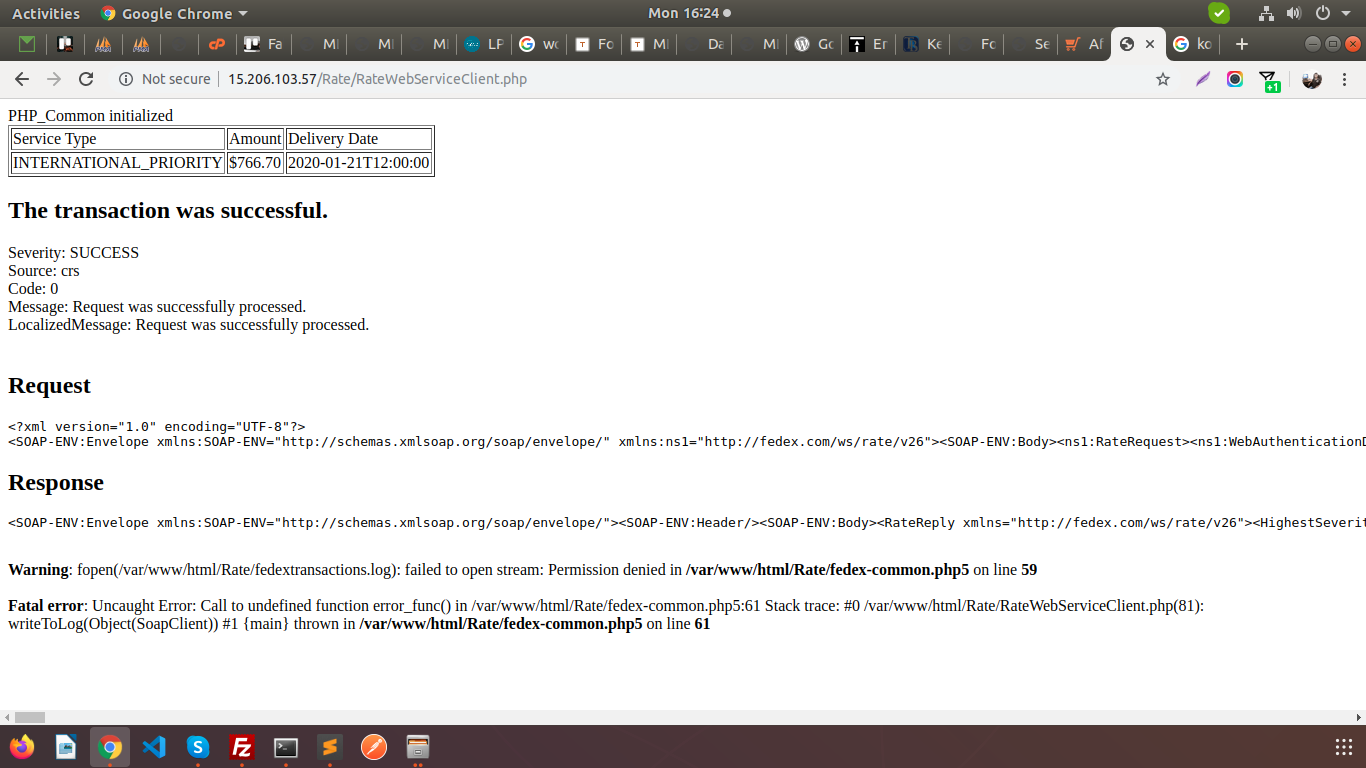 Activities Google Chrome Mon 16:24
Fa MI MI MI LP wo Fo MI Da MI Go Er Ke Fo Se Af ko
Not secure 15.206.103.57/Rate/RateWebServiceClient.php +1
PHP_Common initialized
Service Type Amount Delivery Date
INTERNATIONAL_PRIORITY $766.70 2020-01-21T12:00:00
The transaction was successful.
Severity: SUCCESS
Source: crs
Code: 0
Message: Request was successfully processed.
LocalizedMessage: Request was successfully processed.
Request
<?xml version="1.0" encoding="UTF-8"?>
<SOAP-ENV:Envelope xmlns:SOAP-ENV="http://schemas.xmlsoap.org/soap/envelope/" xmlns:ns1="http://fedex.com/ws/rate/v26"><SOAP-ENV:Body><ns1:RateRequest><ns1:WebAuthenticationD
Response
<SOAP-ENV:Envelope xmlns:SOAP-ENV="http://schemas.xmlsoap.org/soap/envelope/"><SOAP-ENV:Header/><SOAP-ENV:Body><RateReply xmlns="http://fedex.com/ws/rate/v26"><HighestSeverit
Warning: fopen(/var/www/html/Rate/fedextransactions.log): failed to open stream: Permission denied in /var/www/html/Rate/fedex-common.php5 on line 59
Fatal error: Uncaught Error: Call to undefined function error_func() in /var/www/html/Rate/fedex-common.php5:61 Stack trace: #0 /var/www/html/Rate/RateWebServiceClient.php(81):
writeToLog(Object(SoapClient)) #1 {main} thrown in /var/www/html/Rate/fedex-common.php5 on line 61